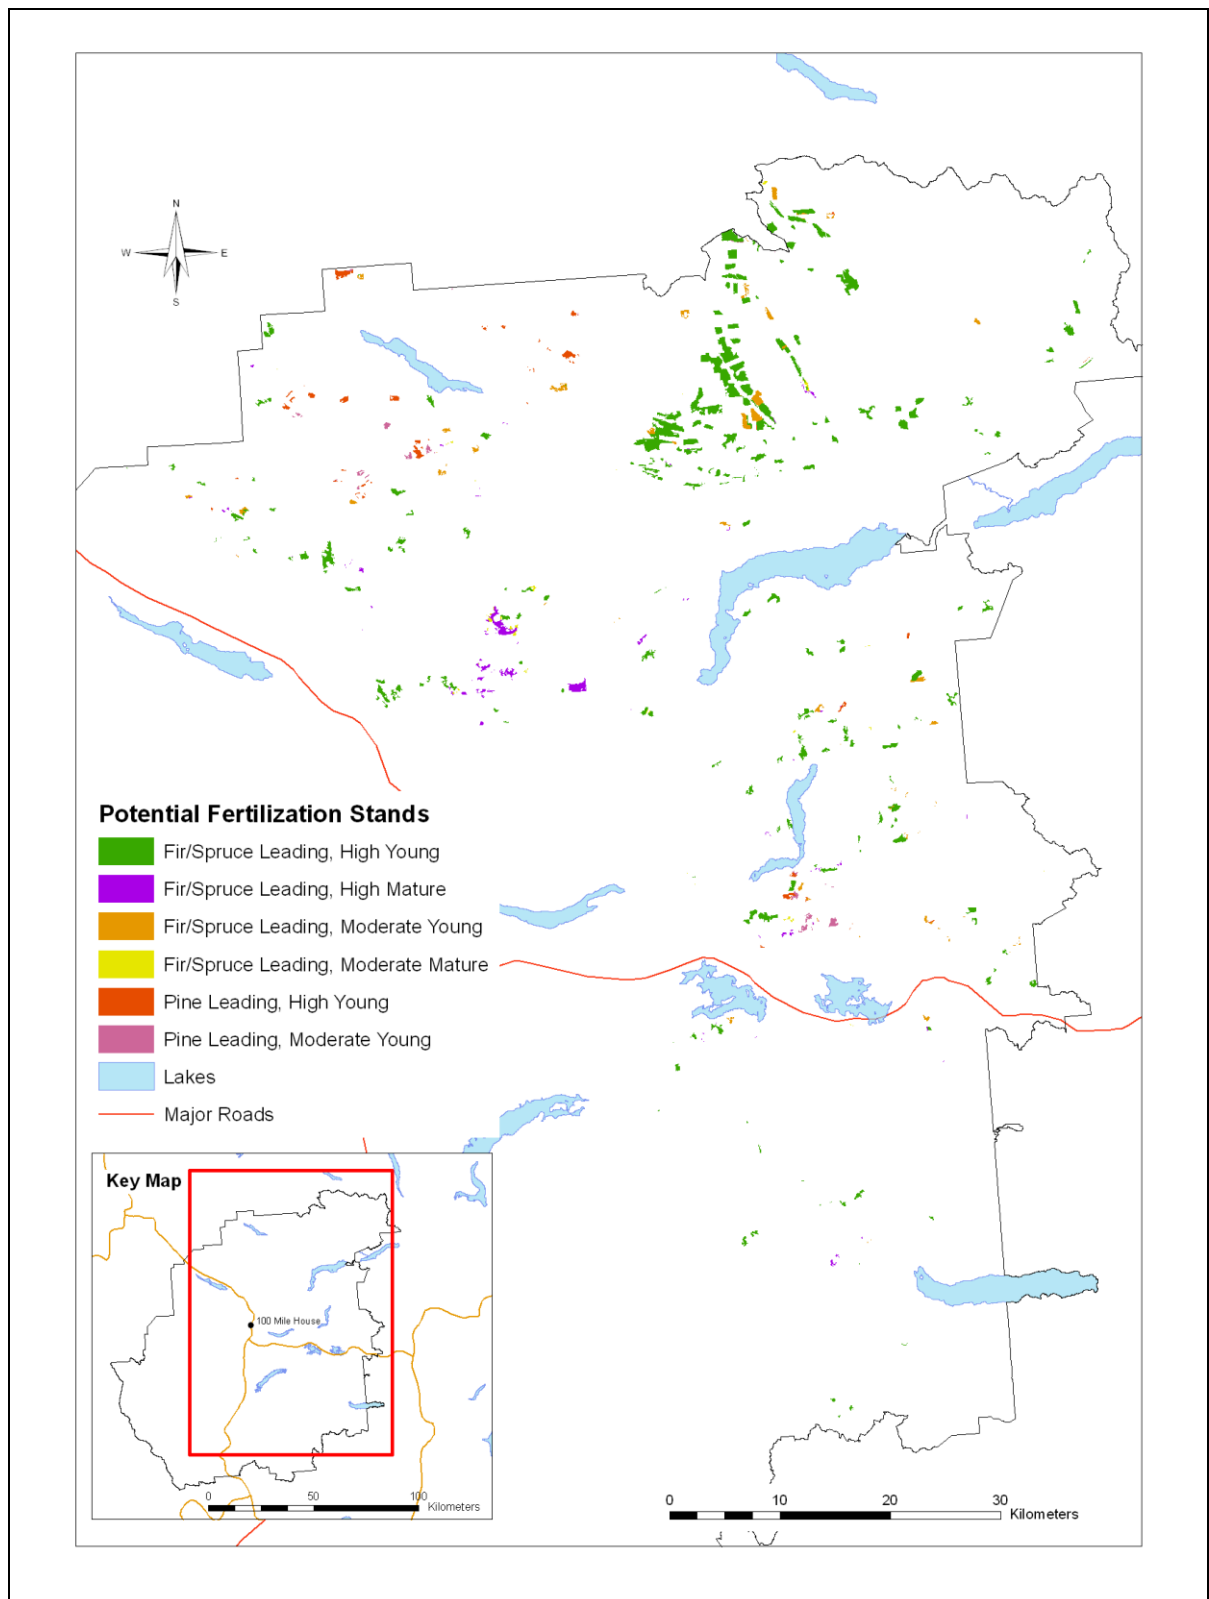 N
W E
S
Potential Fertilization Stands
Fir/Spruce Leading, High Young
Fir/Spruce Leading, High Mature
Fir/Spruce Leading, Moderate Young
Fir/Spruce Leading, Moderate Mature
Pine Leading, High Young
Pine Leading, Moderate Young
Lakes
Major Roads
Key Map
100 Mile House
0 50 100
Kilometers
0 10 20 30
Kilometers